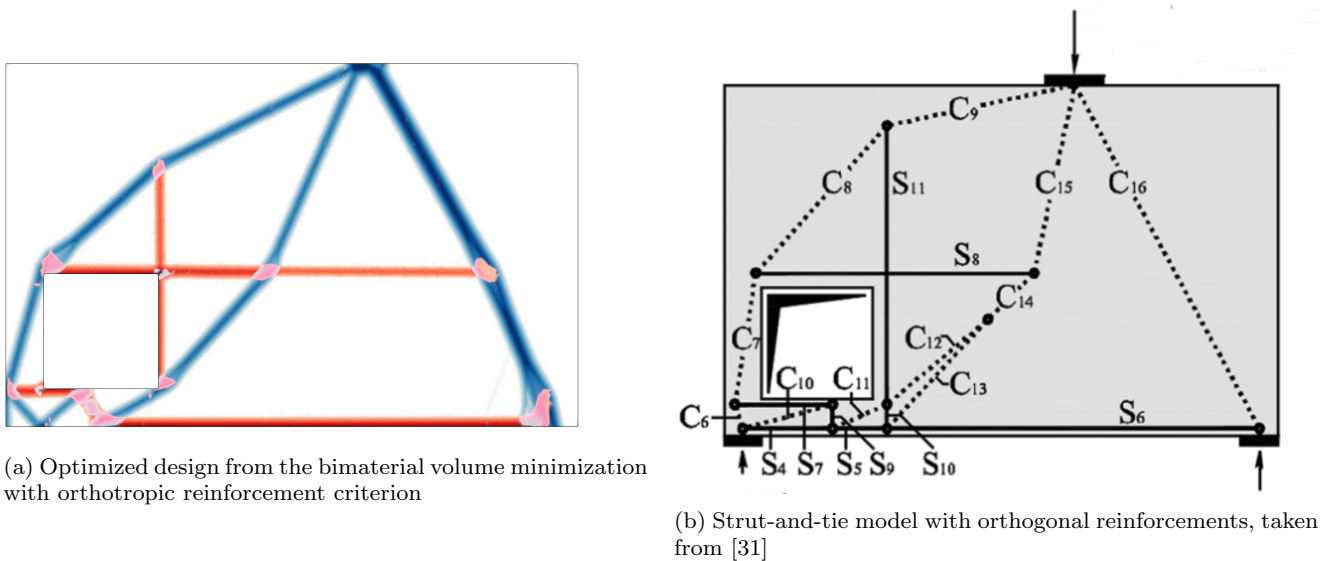 C9
C8
S11
C15
C16
S8
C14
C7
C12
C13
C10
C11
C6
S6
S4
S7
S5
S9
S10
(a) Optimized design from the bimaterial volume minimization
with orthotropic reinforcement criterion
(b) Strut-and-tie model with orthogonal reinforcements, taken
from [31]